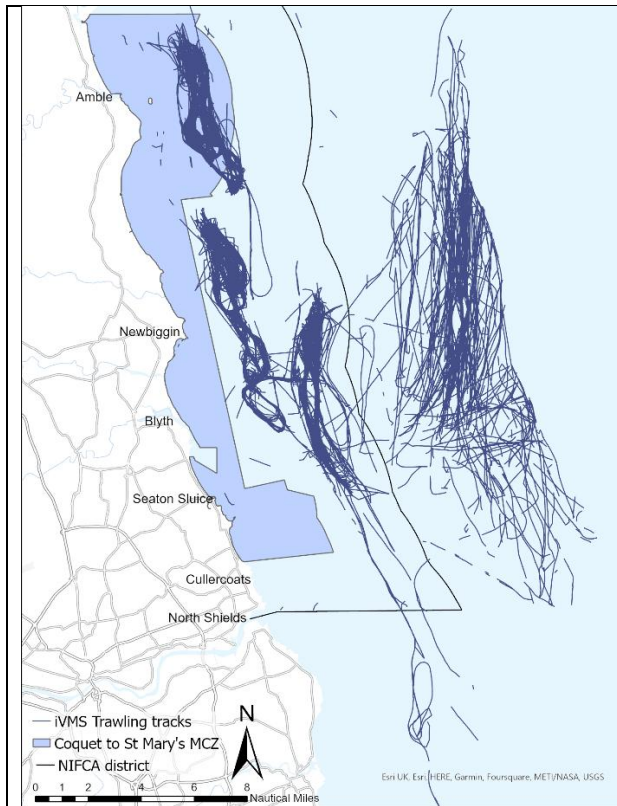 Amble
Newbiggin
Blyth
Seaton Sluice
Cullercoats
North Shields
iVMS Trawling tracks
Coquet to St Mary's MCZ
NIFCA district
N
0 1 2 4 6 8
Nautical Miles
Esri UK, Esri, HERE, Garmin, Foursquare, METI/NASA, USGS